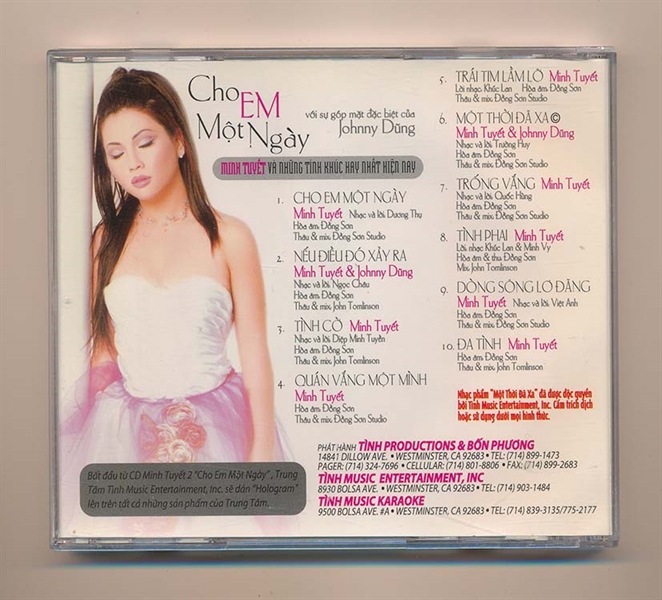 Cho EM
Một Ngày
với sự góp mặt đặc biệt của
Johnny Dũng
MINH TUYẾT VÀ NHỮNG TÌNH KHÚC HAY NHẤT HIỆN NAY
1. CHO EM MỘT NGÀY
Minh Tuyết Nhạc và lời: Dương Thụ
Hòa âm: Đồng Sơn
Thâu & mix: Đồng Sơn Studio
2. NẾU ĐIỀU ĐÓ XẢY RA
Minh Tuyết & Johnny Dũng
Nhạc và lời: Ngọc Châu
Hòa âm: Đồng Sơn
Thâu & mix: John Tomlinson
3. TÌNH CỜ Minh Tuyết
Nhạc và lời: Diệp Minh Tuyền
Hòa âm: Đồng Sơn
Thâu & mix: John Tomlinson
4. QUÁN VẮNG MỘT MÌNH
Minh Tuyết
Hòa âm: Đồng Sơn
Thâu & mix: Đồng Sơn Studio
5. TRÁI TIM LẦM LỠ Minh Tuyết
Lời nhạc: Khúc Lan Hòa âm: Đồng Sơn
Thâu & mix: Đồng Sơn Studio
6. MỘT THỜI ĐÃ XA ©
Minh Tuyết & Johnny Dũng
Nhạc và lời: Trường Huy
Hòa âm: Đồng Sơn
Thâu & mix: Đồng Sơn Studio
7. TRỐNG VẮNG Minh Tuyết
Nhạc và lời: Quốc Hùng
Hòa âm: Đồng Sơn
Thâu & mix: Đồng Sơn Studio
8. TÌNH PHAI Minh Tuyết
Lời nhạc: Khúc Lan & Minh Vy
Hòa âm & thu: Đồng Sơn
Mix: John Tomlinson
9. DÒNG SÔNG LƠ ĐÃNG
Minh Tuyết Nhạc và lời: Việt Anh
Hòa âm: Đồng Sơn
Thâu & mix: Đồng Sơn Studio
10. ĐA TÌNH Minh Tuyết
Hòa âm: Đồng Sơn
Thâu & mix: John Tomlinson
Nhạc phẩm "Một Thời Đã Xa" đã được độc quyền
bởi Tình Music Entertainment, Inc. Cấm trích dịch
hoặc sử dụng dưới mọi hình thức.
Bắt đầu từ CD Minh Tuyết 2 "Cho Em Một Ngày", Trung
Tâm Tình Music Entertainment, Inc. sẽ dán "Hologram"
lên trên tất cả những sản phẩm của Trung Tâm.
PHÁT HÀNH TÌNH PRODUCTIONS & BỐN PHƯƠNG
14841 DILLOW AVE. • WESTMINSTER, CA 92683 • TEL: (714) 899-1473
PAGER: (714) 324-7696 • CELLULAR: (714) 801-8806 • FAX: (714) 899-2683
TÌNH MUSIC ENTERTAINMENT, INC
8930 BOLSA AVE. • WESTMINSTER, CA 92683 • TEL: (714) 903-1484
TÌNH MUSIC KARAOKE
9500 BOLSA AVE. #A • WESTMINSTER, CA 92683 • TEL: (714) 839-3135/775-2177